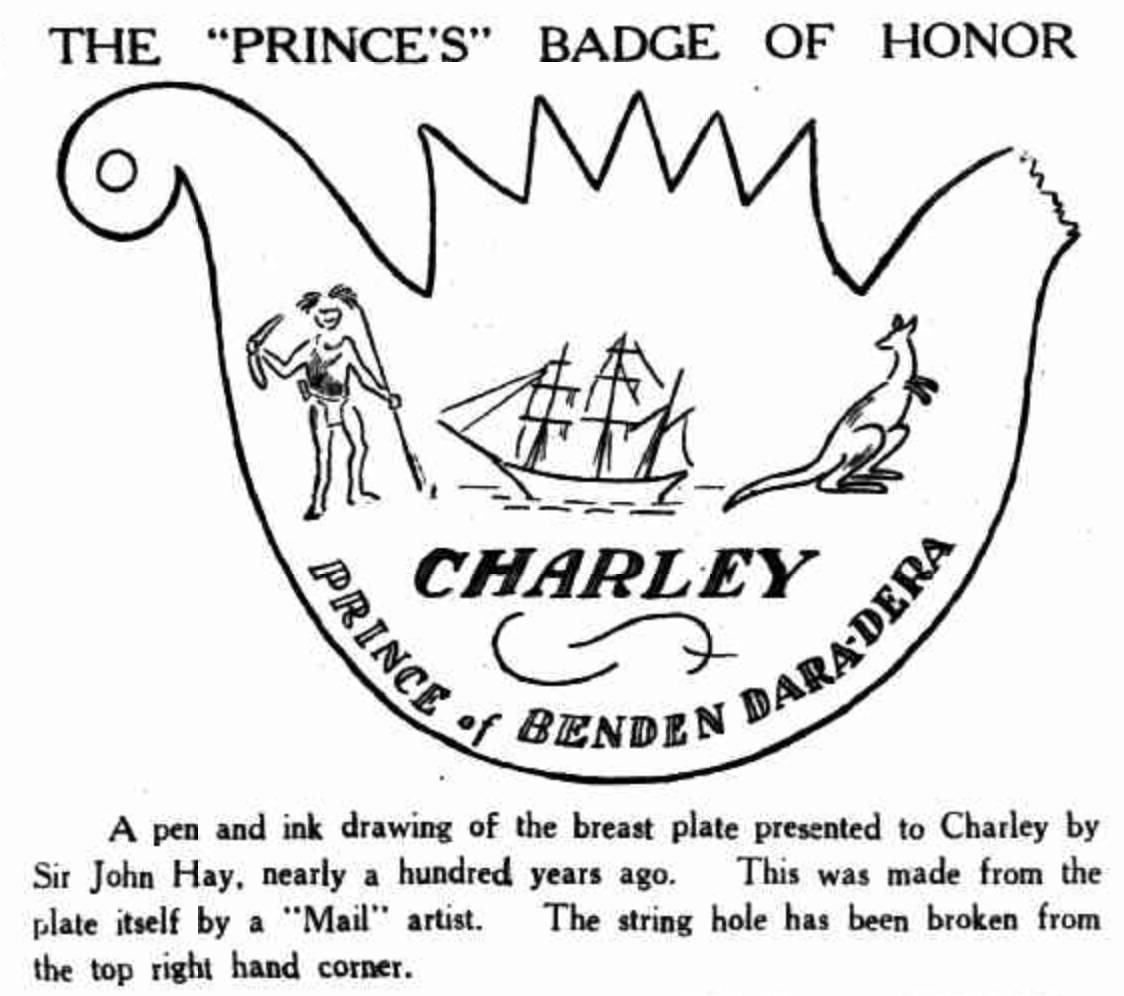 THE "PRINCE'S" BADGE OF HONOR
CHARLEY
PRINCE of BENDEN DARA-DERA
A pen and ink drawing of the breast plate presented to Charley by
Sir John Hay, nearly a hundred years ago. This was made from the
plate itself by a "Mail" artist. The string hole has been broken from
the top right hand corner.